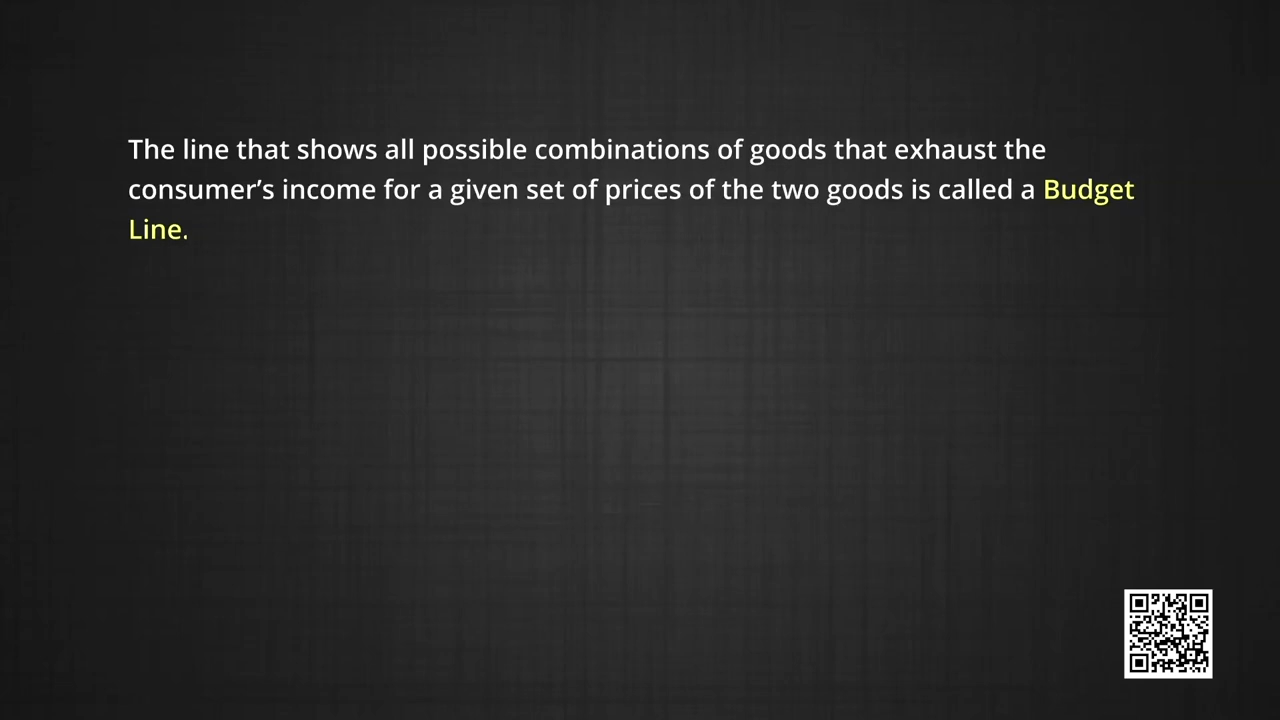 The line that shows all possible combinations of goods that exhaust the
consumer’s income for a given set of prices of the two goods is called a Budget
Line.